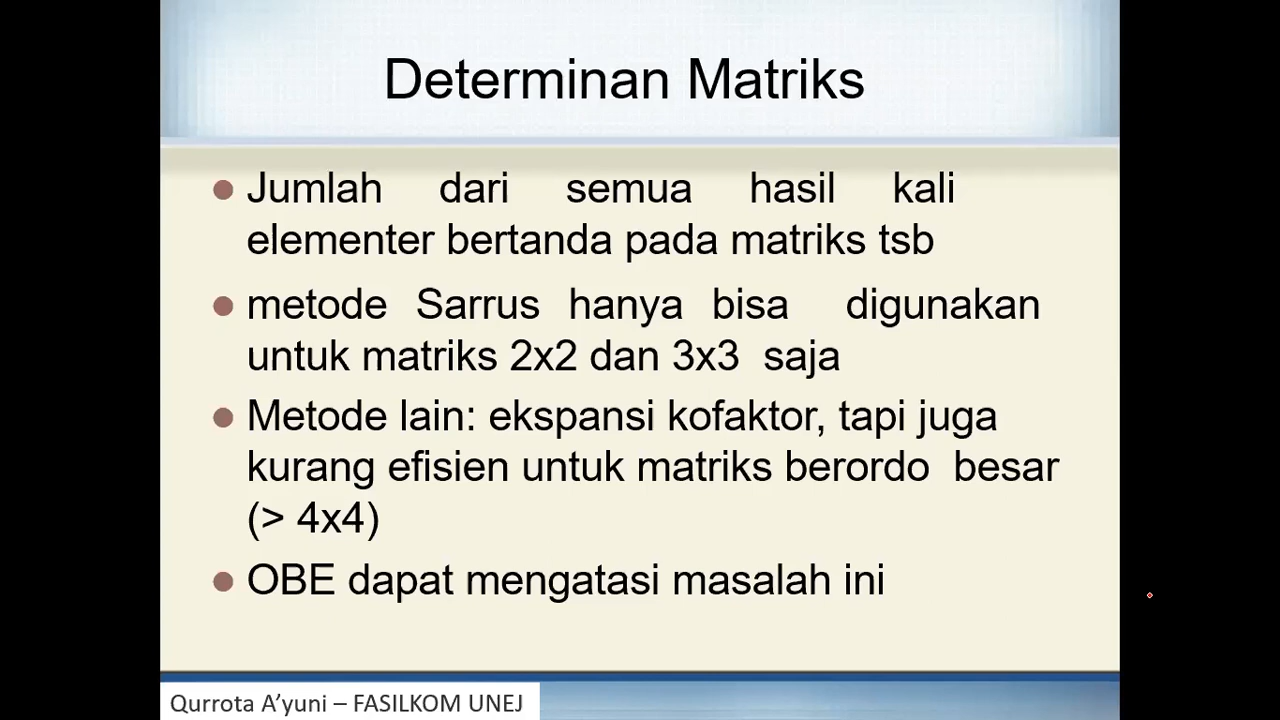 Determinan Matriks
Jumlah dari semua hasil kali
elementer bertanda pada matriks tsb
metode Sarrus hanya bisa digunakan
untuk matriks 2x2 dan 3x3 saja
Metode lain: ekspansi kofaktor, tapi juga
kurang efisien untuk matriks berordo besar
(> 4x4)
OBE dapat mengatasi masalah ini
Qurrota A’yuni – FASILKOM UNEJ